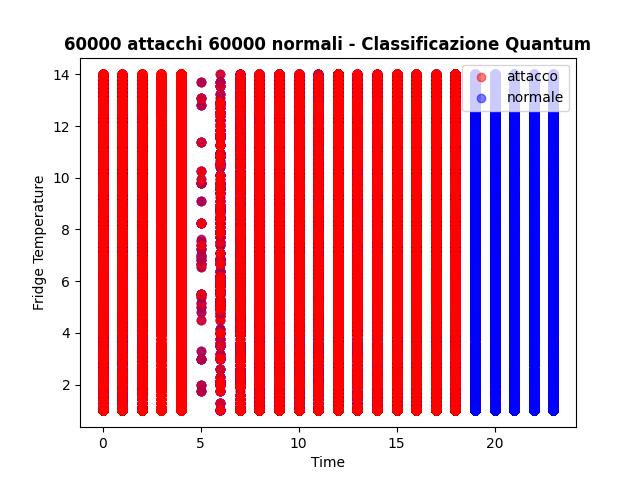 60000 attacchi 60000 normali - Classificazione Quantum
attacco
normale
14
12
10
8
6
4
2
Fridge Temperature
0
5
10
15
20
Time